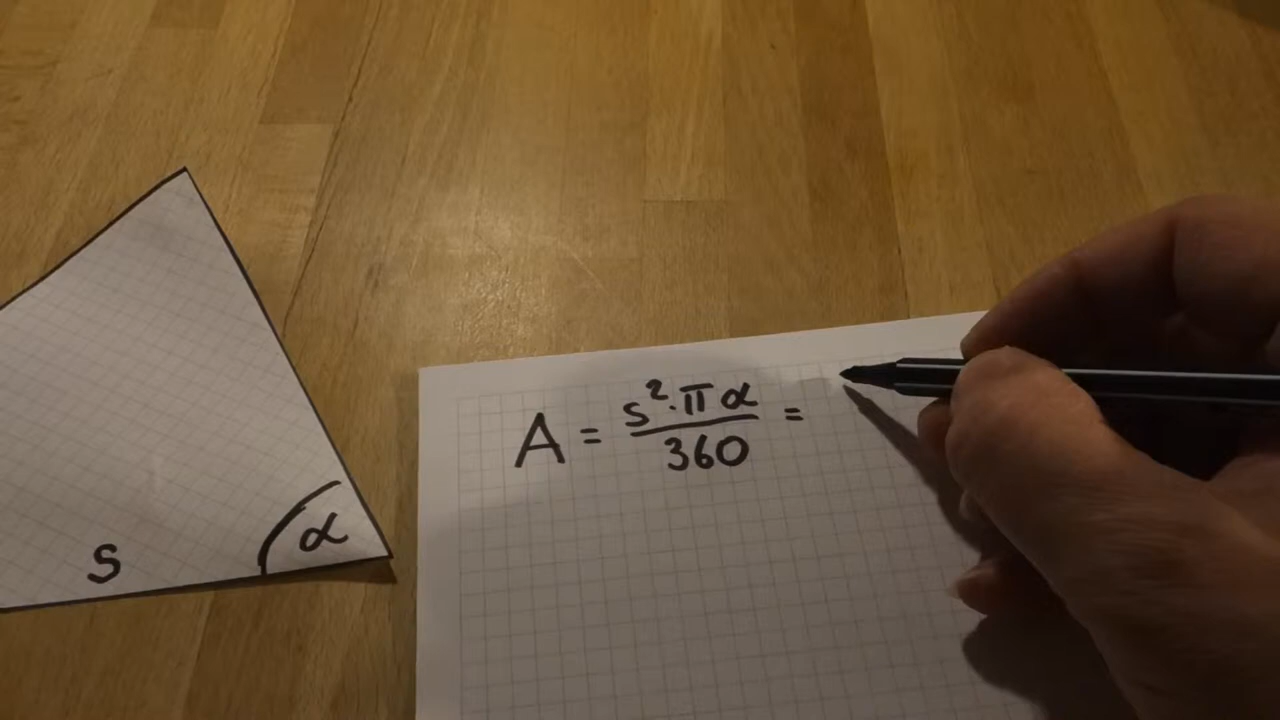 s
α
A = s²·π α / 360 =